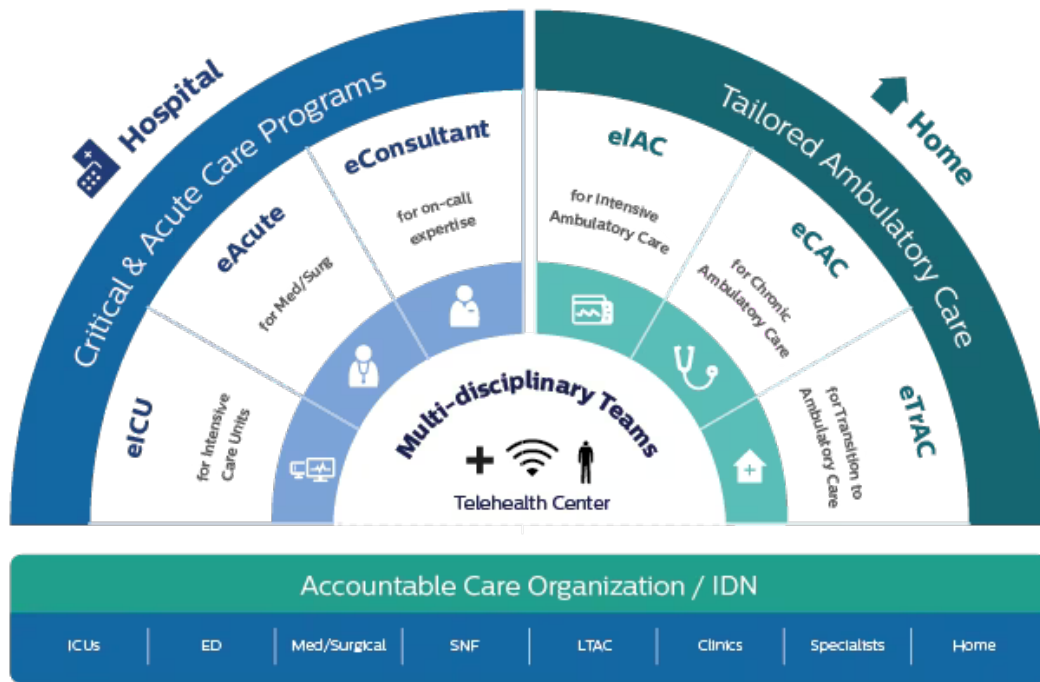 Hospital
Critical & Acute Care Programs
eICU
for Intensive
Care Units
eAcute
for Med/Surg
eConsultant
for on-call
expertise
Home
Tailored Ambulatory Care
eIAC
for Intensive
Ambulatory Care
eCAC
for Chronic
Ambulatory Care
eTrAC
for Transition to
Ambulatory Care
Multi-disciplinary Teams
Telehealth Center
Accountable Care Organization / IDN
ICUs
ED
Med/Surgical
SNF
LTAC
Clinics
Specialists
Home